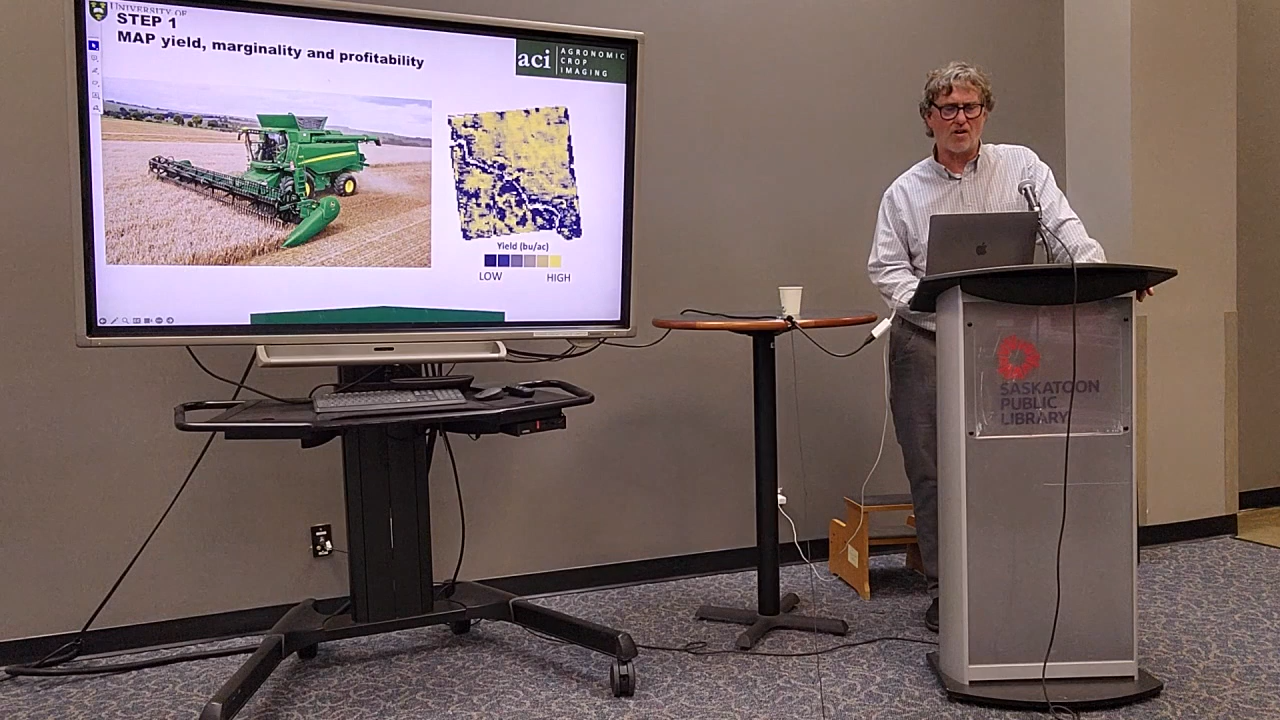 UNIVERSITY OF
STEP 1
MAP yield, marginality and profitability
aci
AGRONOMIC
CROP
IMAGING
Yield (bu/ac)
LOW
HIGH
SASKATOON
PUBLIC
LIBRARY